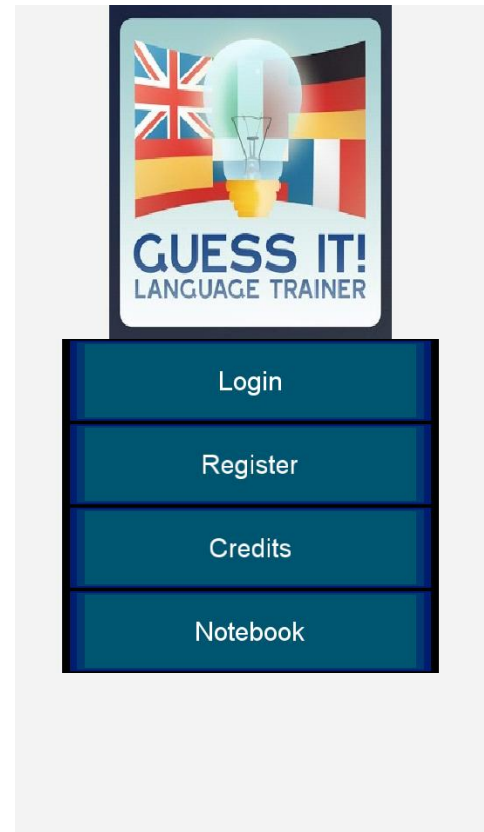 GUESS IT!
LANGUAGE TRAINER
Login
Register
Credits
Notebook